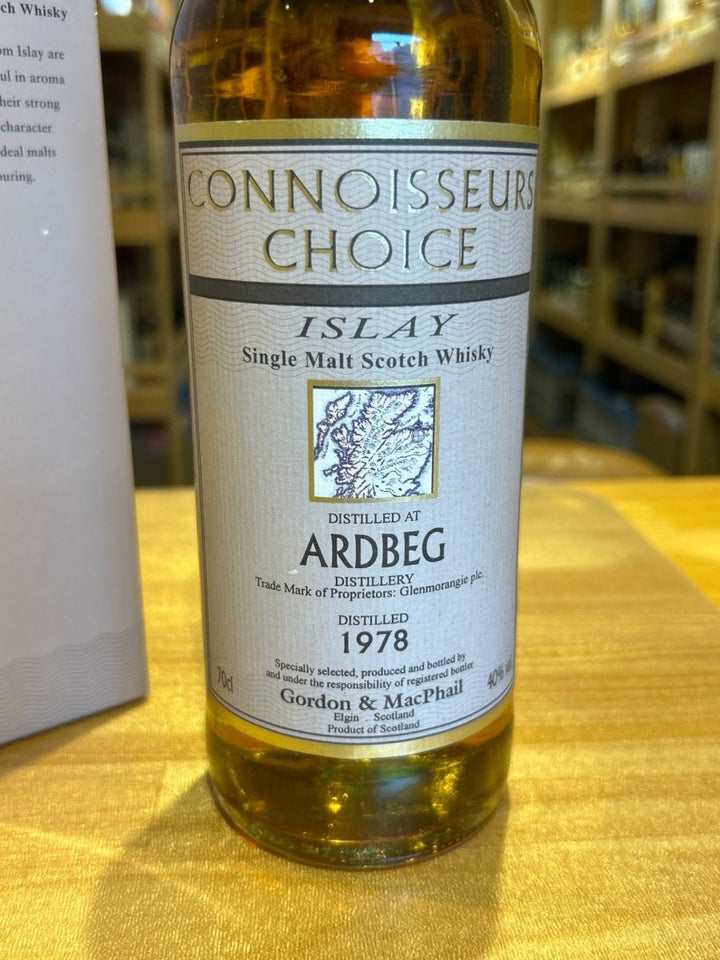 ch Whisky
om Islay are
ul in aroma
heir strong
character
deal malts
ouring.
CONNOISSEURS
CHOICE
ISLAY
Single Malt Scotch Whisky
DISTILLED AT
ARDBEG
DISTILLERY
Trade Mark of Proprietors: Glenmorangie plc.
DISTILLED
1978
Specially selected, produced and bottled by
and under the responsibility of registered bottler
70cl
40% vol
Gordon & MacPhail
Elgin . Scotland
Product of Scotland